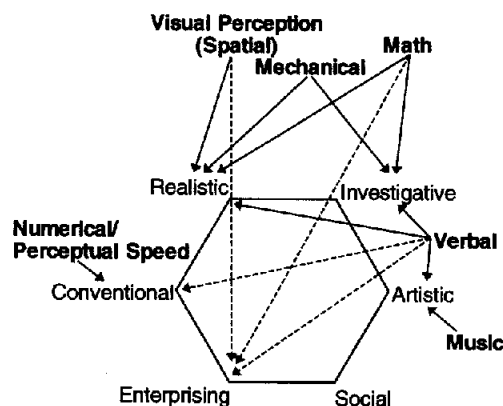 Visual Perception
(Spatial)
Math
Mechanical
Realistic
Investigative
Numerical/
Perceptual Speed
Verbal
Conventional
Artistic
Music
Enterprising
Social